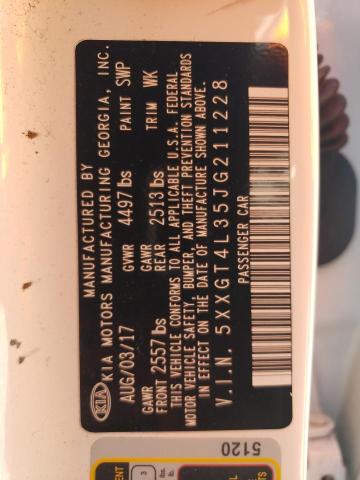 KIA
MANUFACTURED BY
KIA MOTORS MANUFACTURING GEORGIA, INC.
AUG/03/17 GVWR 4497 lbs PAINT SWP
GAWR FRONT 2557 lbs GAWR REAR 2513 lbs TRIM WK
THIS VEHICLE CONFORMS TO ALL APPLICABLE U.S.A. FEDERAL
MOTOR VEHICLE SAFETY, BUMPER, AND THEFT PREVENTION STANDARDS
IN EFFECT ON THE DATE OF MANUFACTURE SHOWN ABOVE.
V.I.N. 5XXGT4L35JG211228
PASSENGER CAR
5120
3
lbs.